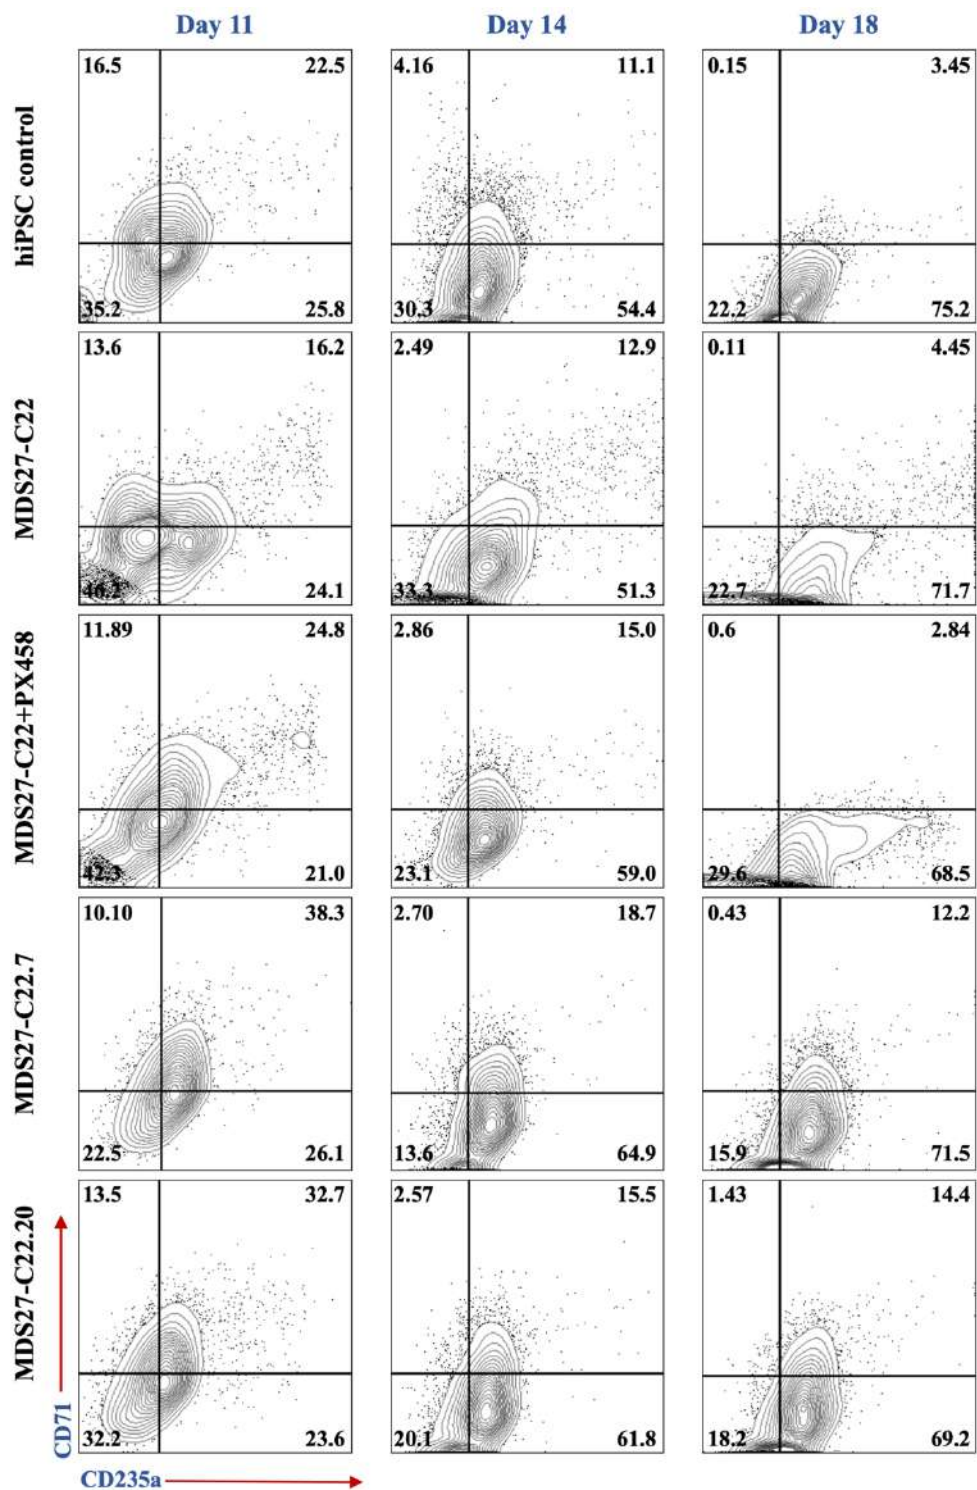 Day 11 Day 14 Day 18
hiPSC control
16.5 22.5 4.16 11.1 0.15 3.45
35.2 25.8 30.3 54.4 22.2 75.2
MDS27-C22
13.6 16.2 2.49 12.9 0.11 4.45
46.2 24.1 33.3 51.3 22.7 71.7
MDS27-C22+PX458
11.89 24.8 2.86 15.0 0.6 2.84
42.3 21.0 23.1 59.0 29.6 68.5
MDS27-C22.7
10.10 38.3 2.70 18.7 0.43 12.2
22.5 26.1 13.6 64.9 15.9 71.5
MDS27-C22.20
13.5 32.7 2.57 15.5 1.43 14.4
32.2 23.6 20.1 61.8 18.2 69.2
CD71
CD235a